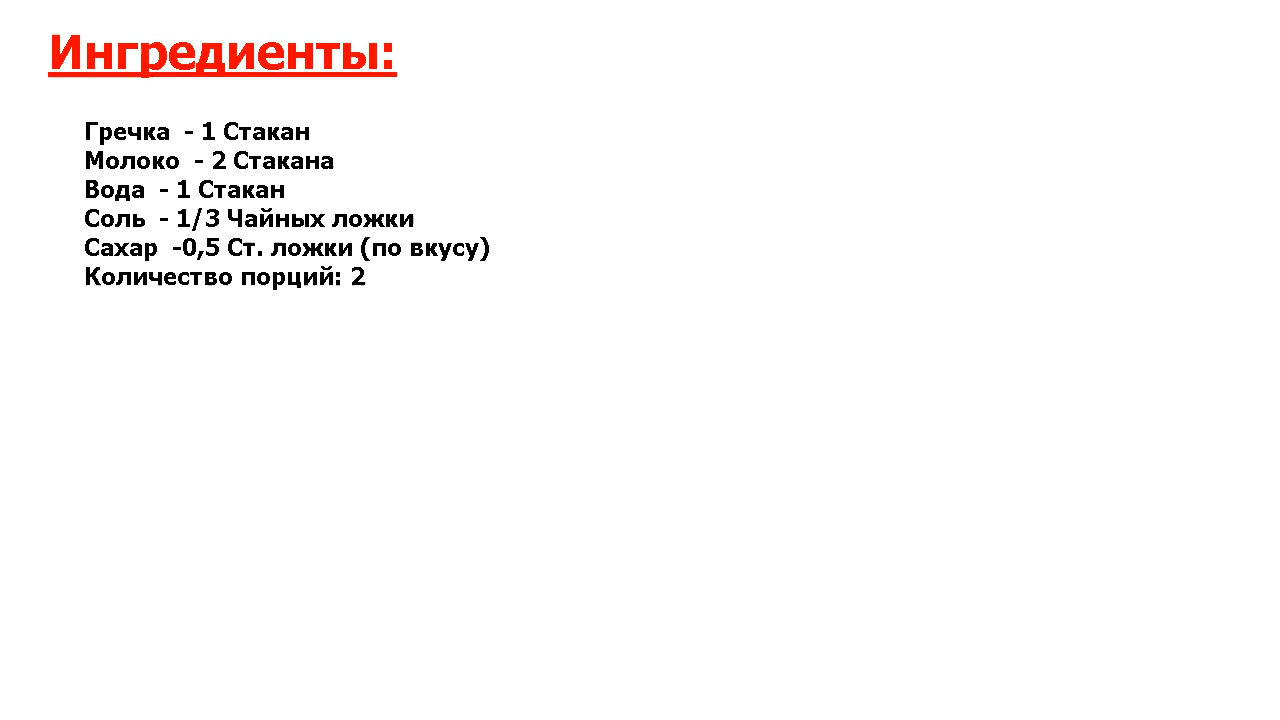 Ингредиенты:
Гречка - 1 Стакан
Молоко - 2 Стакана
Вода - 1 Стакан
Соль - 1/3 Чайных ложки
Сахар -0,5 Ст. ложки (по вкусу)
Количество порций: 2